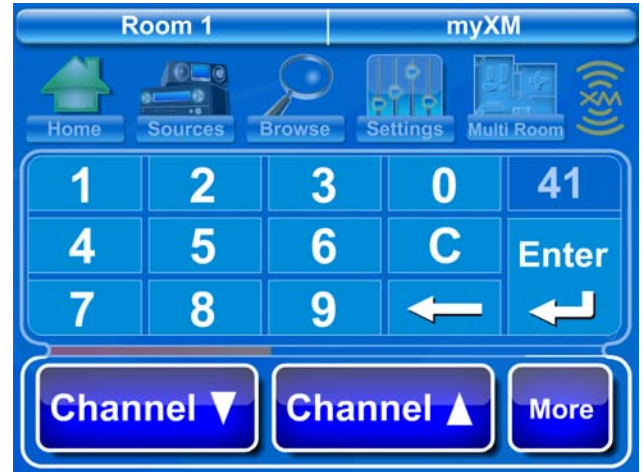 Room 1 myXM
Home Sources Browse Settings Multi Room XM
1 2 3 0 41
4 5 6 C Enter
7 8 9
Channel ▼ Channel ▲ More